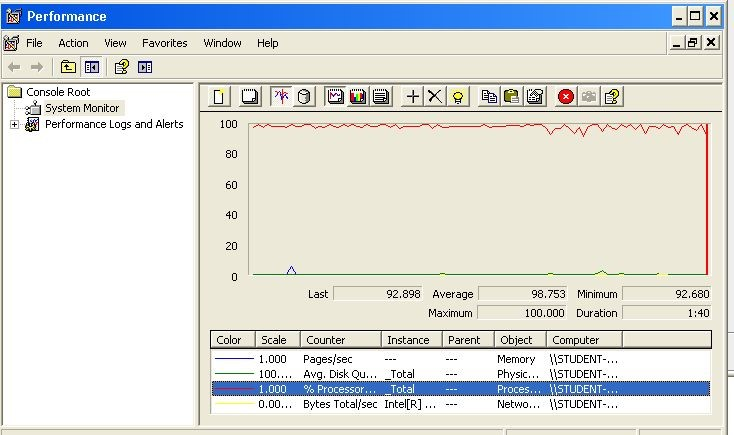 Performance
File Action View Favorites Window Help
Console Root
System Monitor
Performance Logs and Alerts
100
80
60
40
20
0
Last 92.898 Average 98.753 Minimum 92.680
Maximum 100.000 Duration 1:40
Color Scale Counter Instance Parent Object Computer
1.000 Pages/sec --- --- Memory \\STUDENT-...
100.... Avg. Disk Qu... _Total --- Physic... \\STUDENT-...
1.000 % Processor... _Total --- Proces... \\STUDENT-...
0.00... Bytes Total/sec Intel[R] ... --- Netwo... \\STUDENT-...